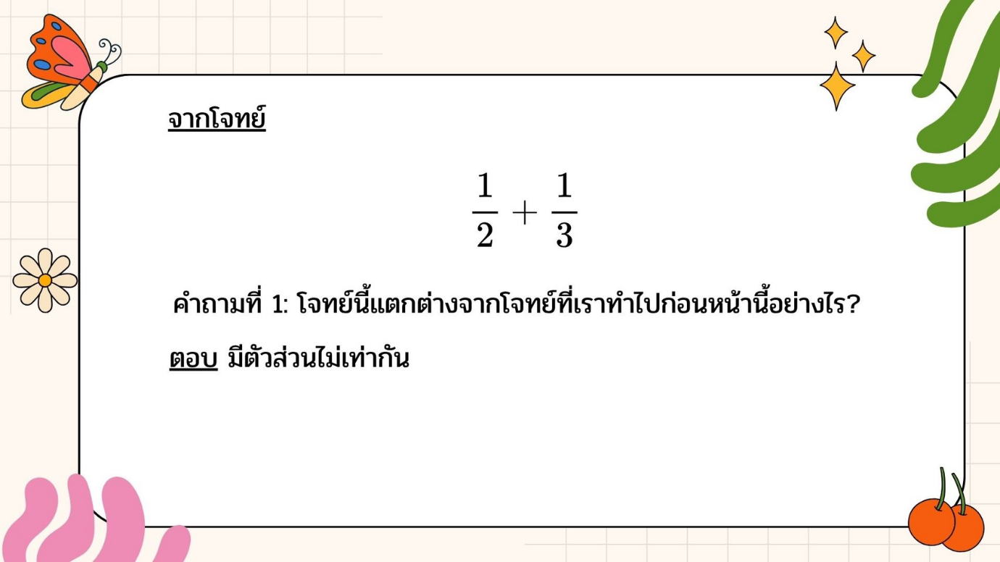 จากโจทย์
1/2 + 1/3
คำถามที่ 1: โจทย์นี้แตกต่างจากโจทย์ที่เราทำไปก่อนหน้านี้อย่างไร?
ตอบ มีตัวส่วนไม่เท่ากัน